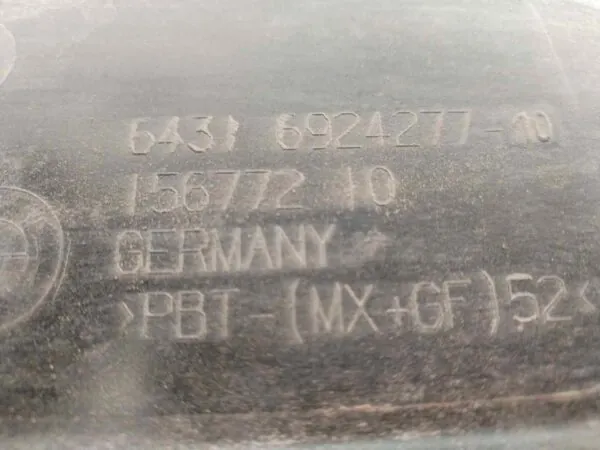 6431 6924277-10
156772 10
GERMANY
>PBT-(MX+GF)52<